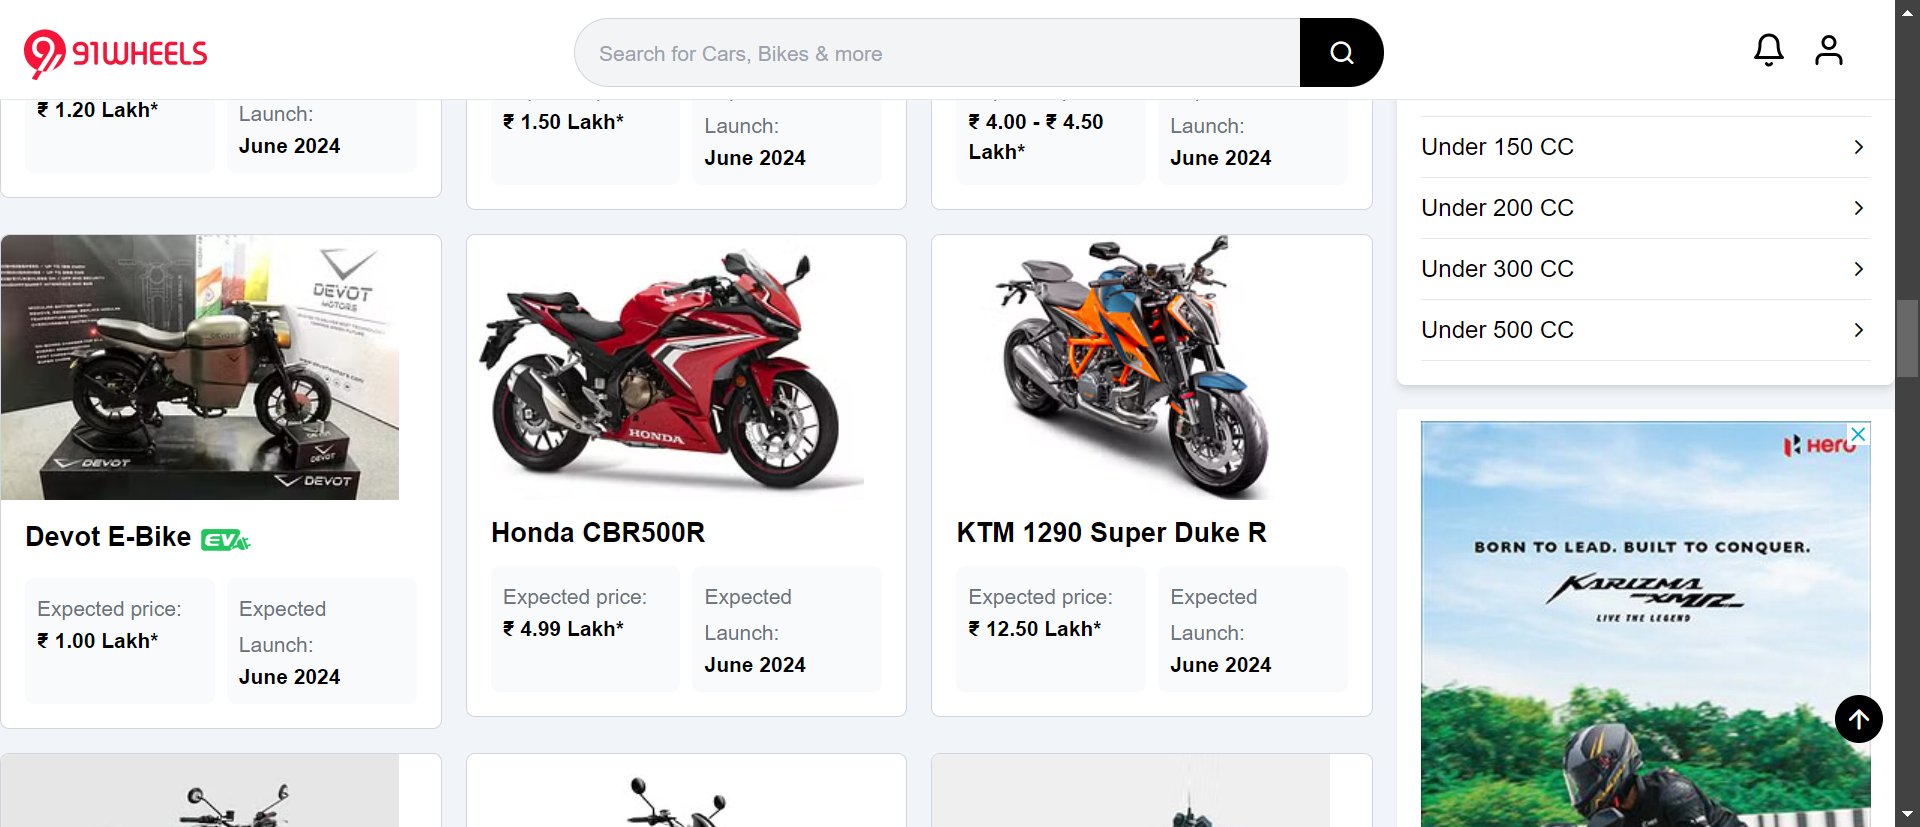 91WHEELS
Search for Cars, Bikes & more
₹ 1.20 Lakh*
Launch:
June 2024
₹ 1.50 Lakh*
Launch:
June 2024
₹ 4.00 - ₹ 4.50
Lakh*
Launch:
June 2024
DEVOT
MOTORS
DEVOT
DEVOT
DEVOT
Devot E-Bike EV
Expected price:
₹ 1.00 Lakh*
Expected
Launch:
June 2024
HONDA
Honda CBR500R
Expected price:
₹ 4.99 Lakh*
Expected
Launch:
June 2024
KTM 1290 Super Duke R
Expected price:
₹ 12.50 Lakh*
Expected
Launch:
June 2024
Under 150 CC
Under 200 CC
Under 300 CC
Under 500 CC
Hero
BORN TO LEAD. BUILT TO CONQUER.
KARIZMA
XMR
LIVE THE LEGEND